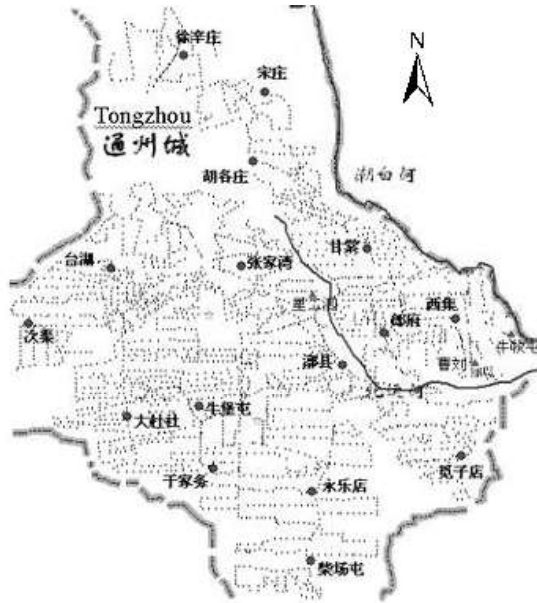 徐辛庄
N
宋庄
Tongzhou
通州城
胡各庄
潮白河
甘棠
台湖
张家湾
郎府
西集
次渠
曹刘
漷县
大杜社
牛堡屯
于家务
永乐店
觅子店
柴场屯